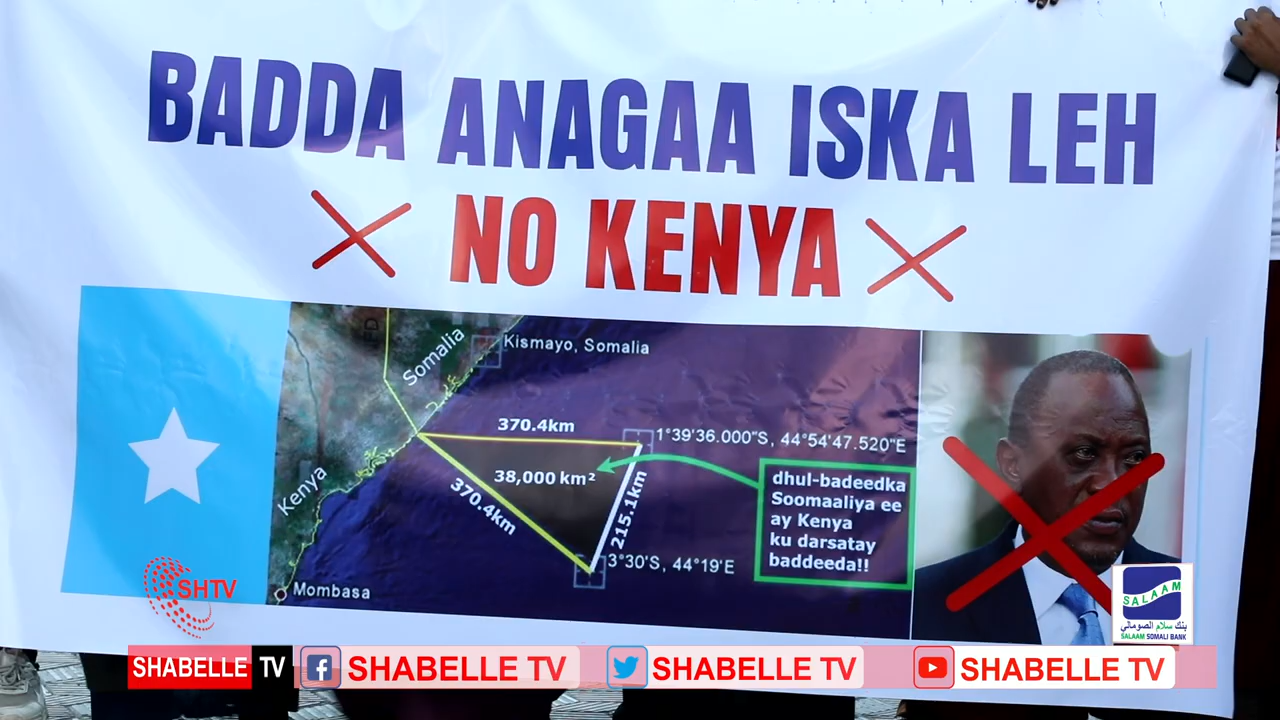 BADDA ANAGAA ISKA LEH
NO KENYA
Somalia
Kismayo, Somalia
370.4km
1°39'36.000"S, 44°54'47.520"E
38,000 km²
Kenya
370.4km
215.1km
dhul-badeedka
Soomaaliya ee
ay Kenya
ku darsatay
baddeeda!!
3°30'S, 44°19'E
Mombasa
SHTV
SALAAM
بنك سلام الصومالي
SALAAM SOMALI BANK
SHABELLE TV
SHABELLE TV
SHABELLE TV
SHABELLE TV